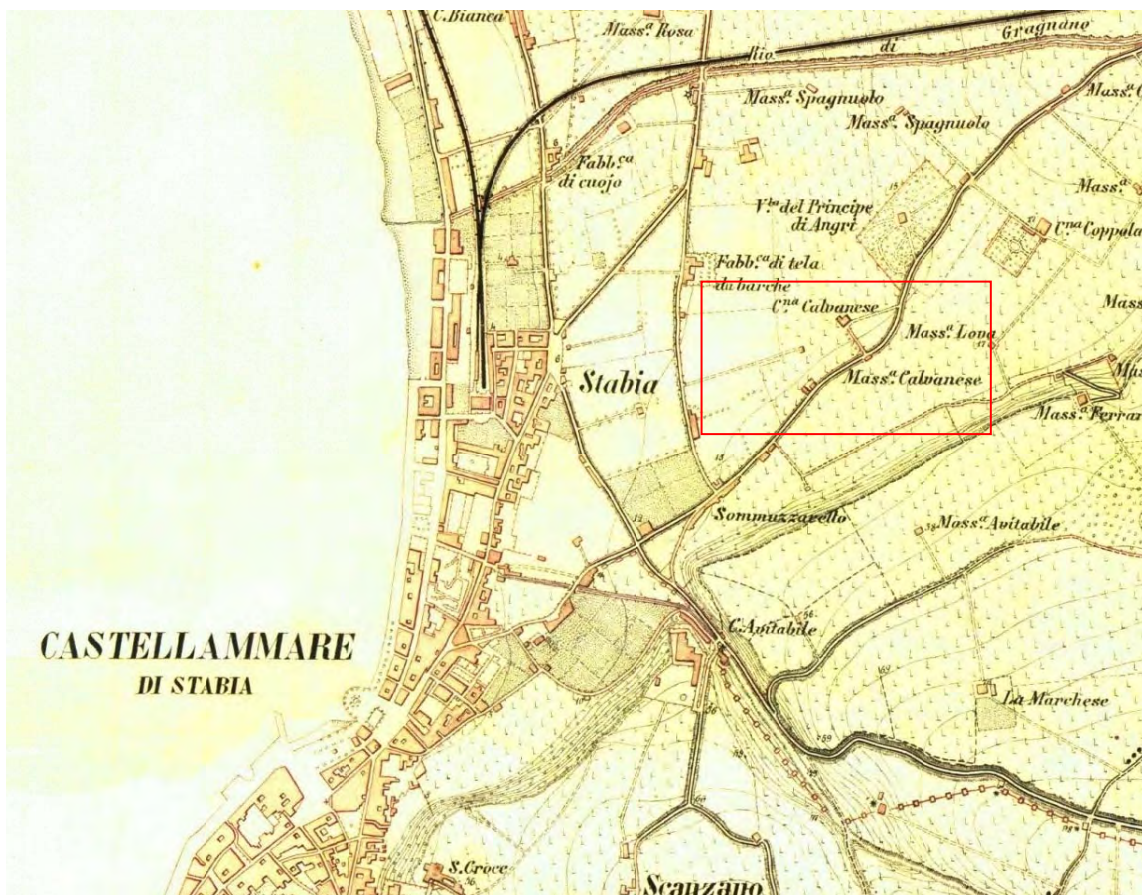 C. Bianca
Mass.a Rosa
Rio di Gragnano
Mass.a Spagnuolo
Mass.a Spagnuolo
Fabb.ca
di cuojo
V.la del Principe
di Angri
Mass.a
C.na Coppola
Fabb.ca di tela
da barche
C.na Calvanese
Mass.a Lova
Mass.a Calvanese
Stabia
Mass.a Ferrar
Sommuzzarello
Mass.a Avitabile
CASTELLAMMARE
DI STABIA
C. Avitabile
La Marchese
S. Croce
Scanzano